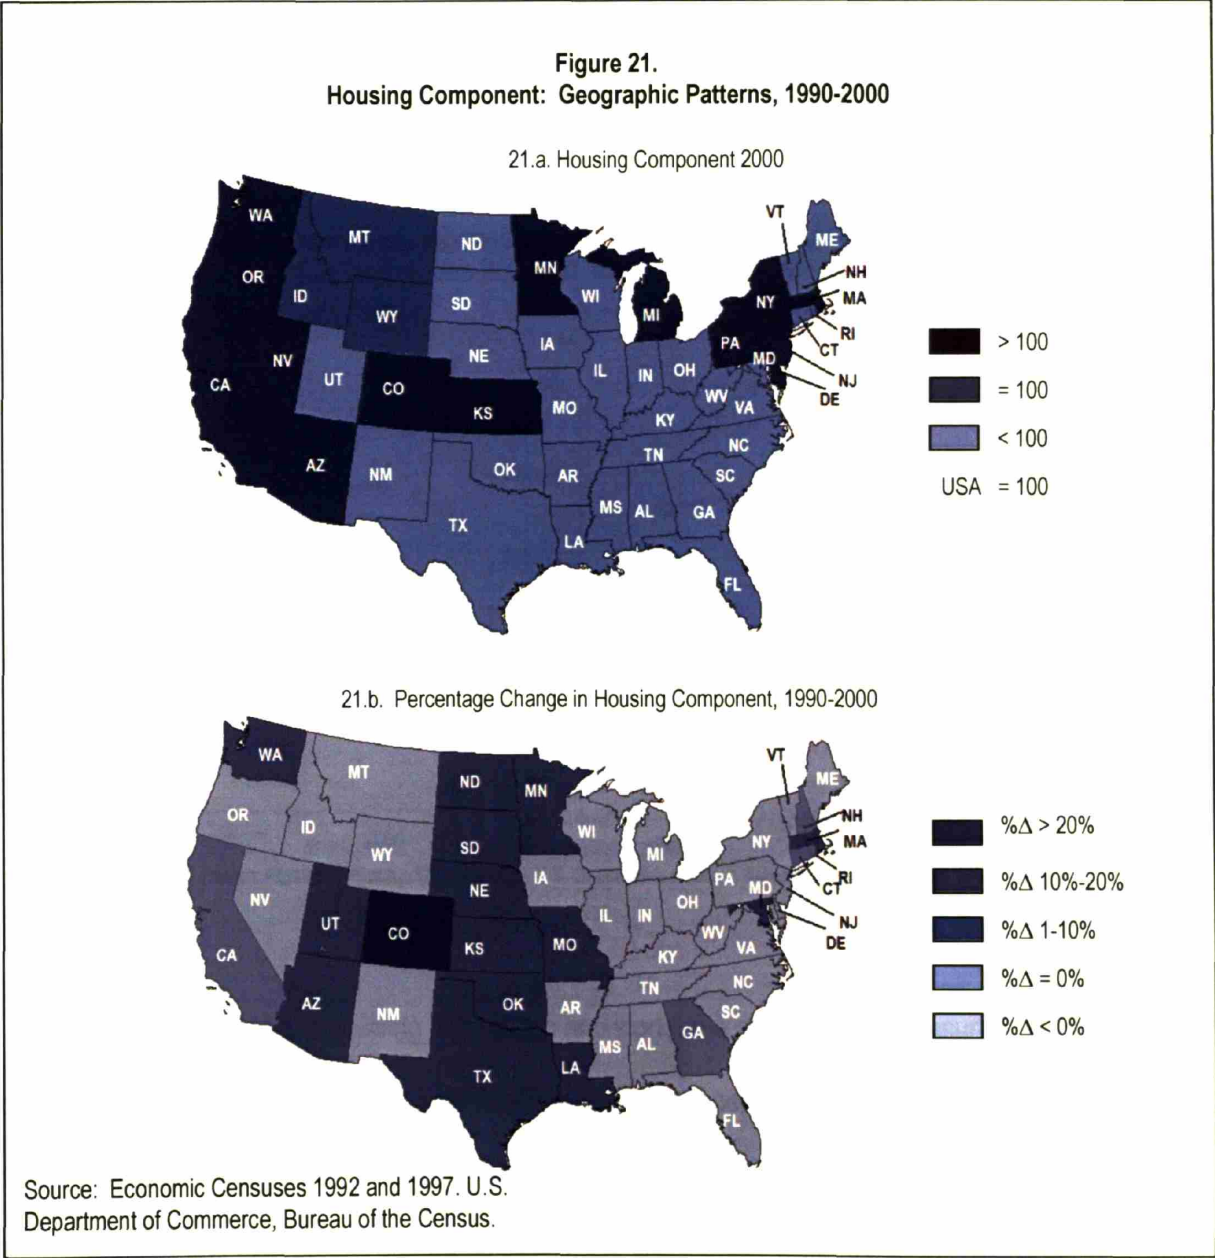 Figure 21.
Housing Component: Geographic Patterns, 1990-2000
21.a. Housing Component 2000
WA
MT
ND
MN
VT
ME
OR
ID
WY
SD
WI
MI
NY
NH
MA
RI
CT
NV
UT
CO
NE
IA
IL
IN
OH
PA
MD
NJ
DE
CA
KS
MO
KY
WV
VA
AZ
NM
OK
AR
TN
NC
SC
TX
LA
MS
AL
GA
FL
> 100
= 100
< 100
USA = 100
21.b. Percentage Change in Housing Component, 1990-2000
WA
MT
ND
MN
VT
ME
OR
ID
WY
SD
WI
MI
NY
NH
MA
RI
CT
NV
UT
CO
NE
IA
IL
IN
OH
PA
MD
NJ
DE
CA
KS
MO
KY
WV
VA
AZ
NM
OK
AR
TN
NC
SC
TX
LA
MS
AL
GA
FL
%Δ > 20%
%Δ 10%-20%
%Δ 1-10%
%Δ = 0%
%Δ < 0%
Source: Economic Censuses 1992 and 1997. U.S.
Department of Commerce, Bureau of the Census.